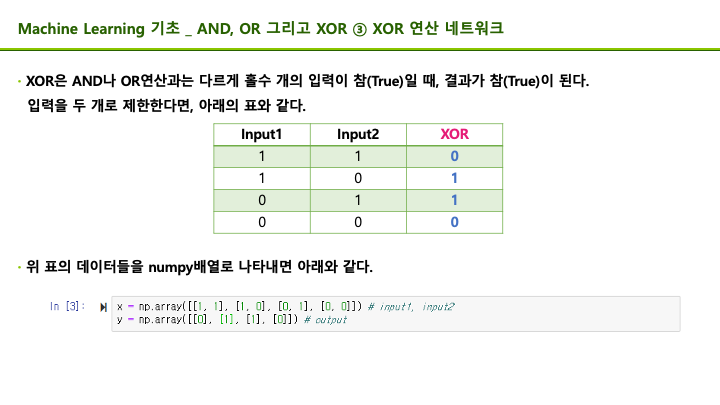 Machine Learning 기초 _ AND, OR 그리고 XOR ③ XOR 연산 네트워크
· XOR은 AND나 OR연산과는 다르게 홀수 개의 입력이 참(True)일 때, 결과가 참(True)이 된다.
입력을 두 개로 제한한다면, 아래의 표와 같다.
Input1 Input2 XOR
1 1 0
1 0 1
0 1 1
0 0 0
· 위 표의 데이터들을 numpy배열로 나타내면 아래와 같다.
In [3]: x = np.array([[1, 1], [1, 0], [0, 1], [0, 0]]) # input1, input2
y = np.array([[0], [1], [1], [0]]) # output